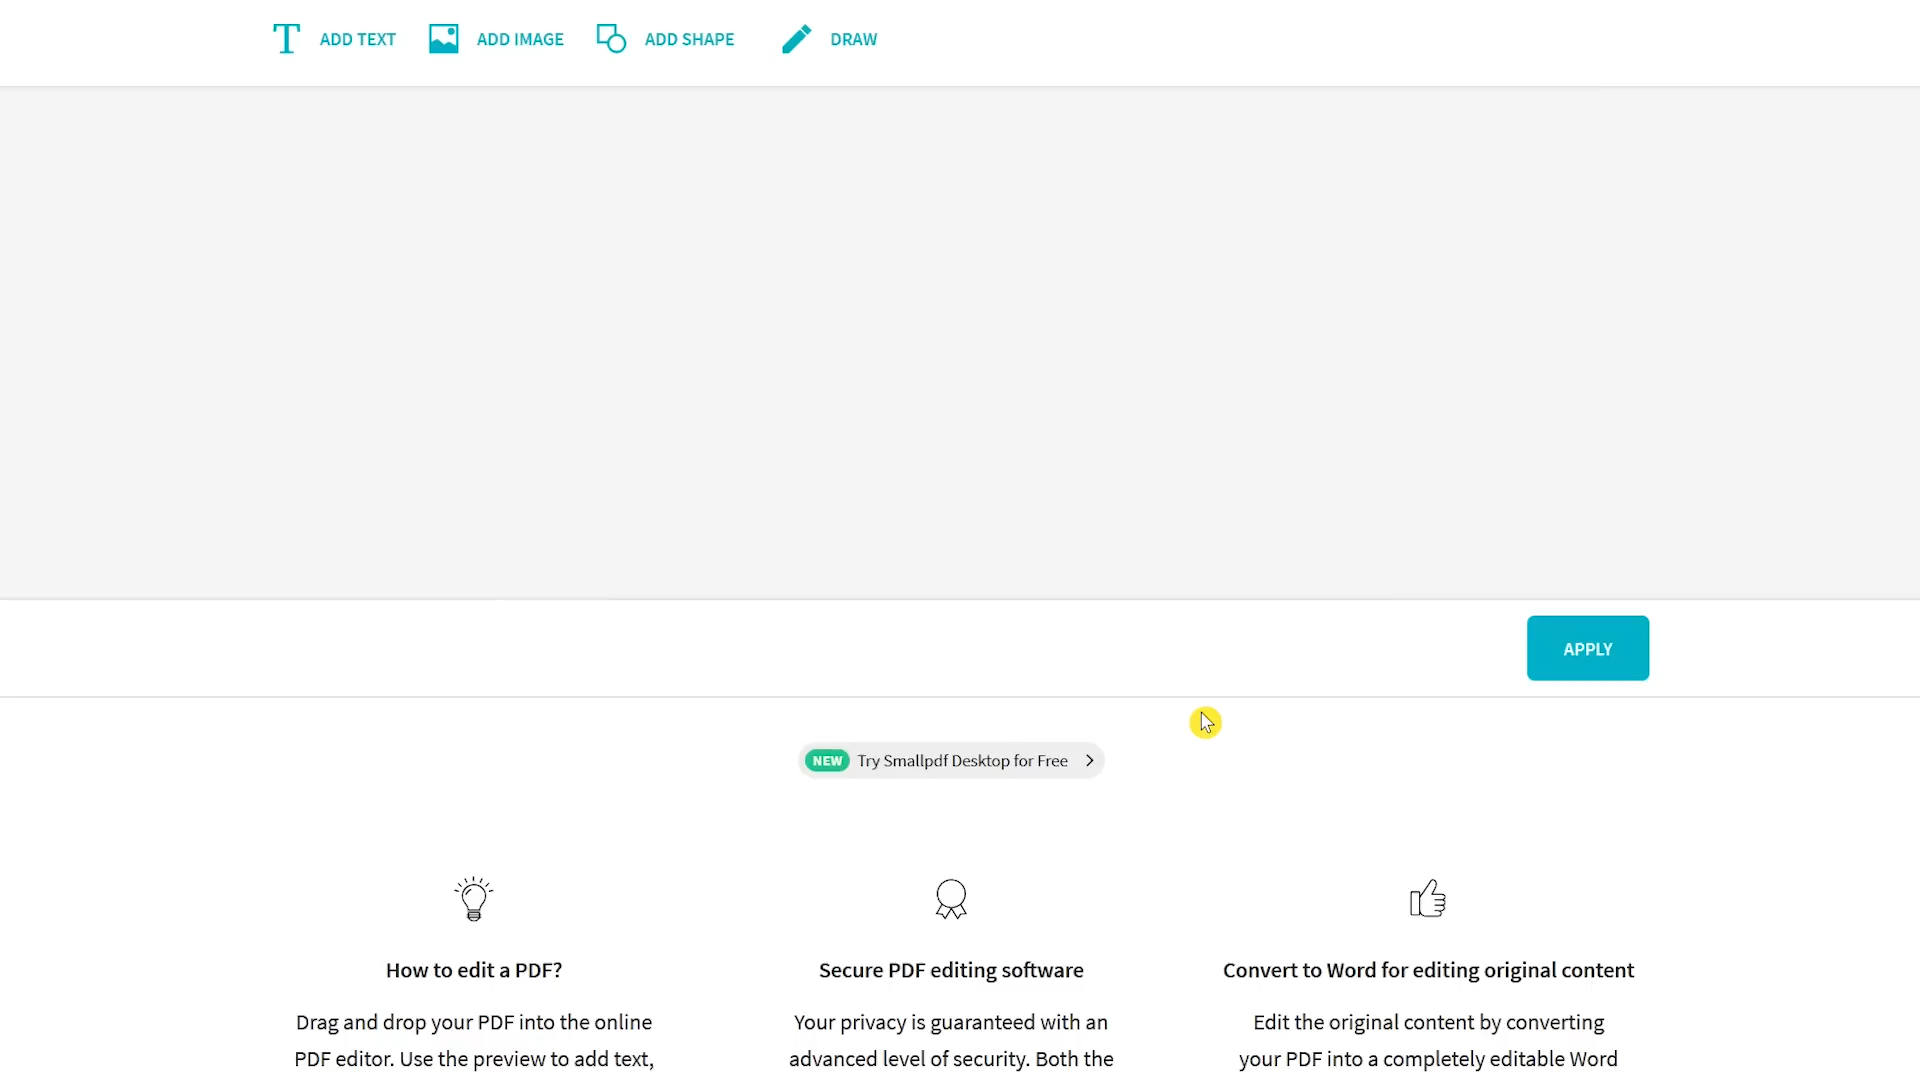 ADD TEXT ADD IMAGE ADD SHAPE DRAW
APPLY
NEW Try Smallpdf Desktop for Free
How to edit a PDF?
Drag and drop your PDF into the online
PDF editor. Use the preview to add text,
Secure PDF editing software
Your privacy is guaranteed with an
advanced level of security. Both the
Convert to Word for editing original content
Edit the original content by converting
your PDF into a completely editable Word